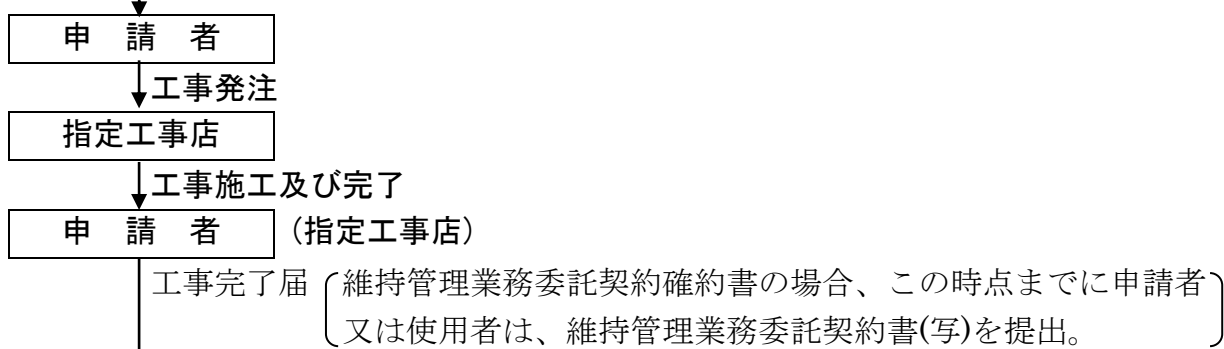 申 請 者
工事発注
指定工事店
工事施工及び完了
申 請 者 (指定工事店)
工事完了届 維持管理業務委託契約確約書の場合、この時点までに申請者
又は使用者は、維持管理業務委託契約書(写)を提出。